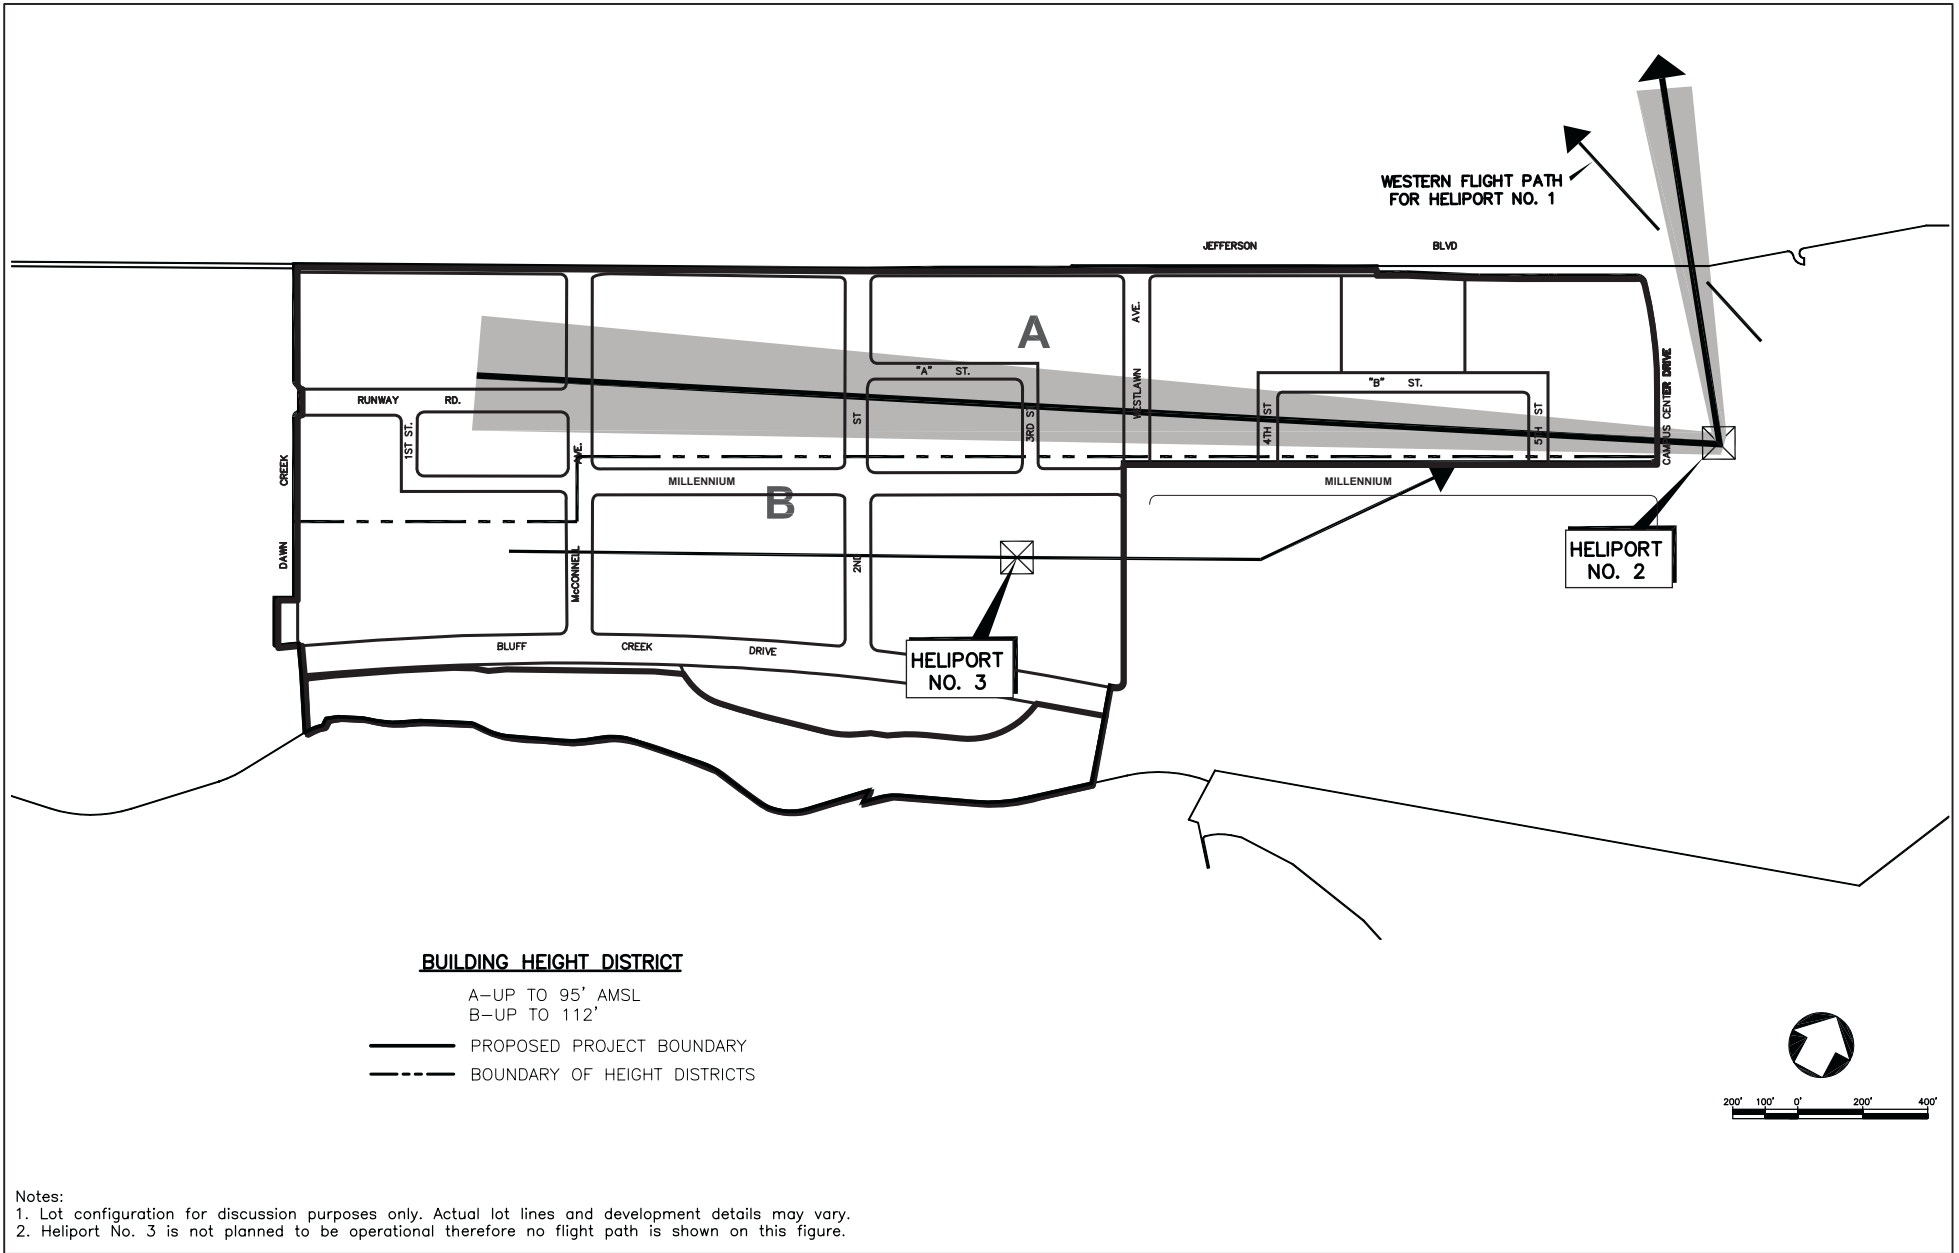 WESTERN FLIGHT PATH
FOR HELIPORT NO. 1
JEFFERSON BLVD
A
WESTLAWN AVE.
"A" ST.
"B" ST.
RUNWAY RD.
1ST ST.
McCONNELL AVE.
2ND ST
3RD ST
4TH ST
5TH ST
CAMPUS CENTER DRIVE
DAWN CREEK
MILLENNIUM
MILLENNIUM
B
HELIPORT
NO. 2
HELIPORT
NO. 3
BLUFF CREEK DRIVE
BUILDING HEIGHT DISTRICT
A-UP TO 95' AMSL
B-UP TO 112'
PROPOSED PROJECT BOUNDARY
BOUNDARY OF HEIGHT DISTRICTS
200' 100' 0' 200' 400'
Notes:
1. Lot configuration for discussion purposes only. Actual lot lines and development details may vary.
2. Heliport No. 3 is not planned to be operational therefore no flight path is shown on this figure.